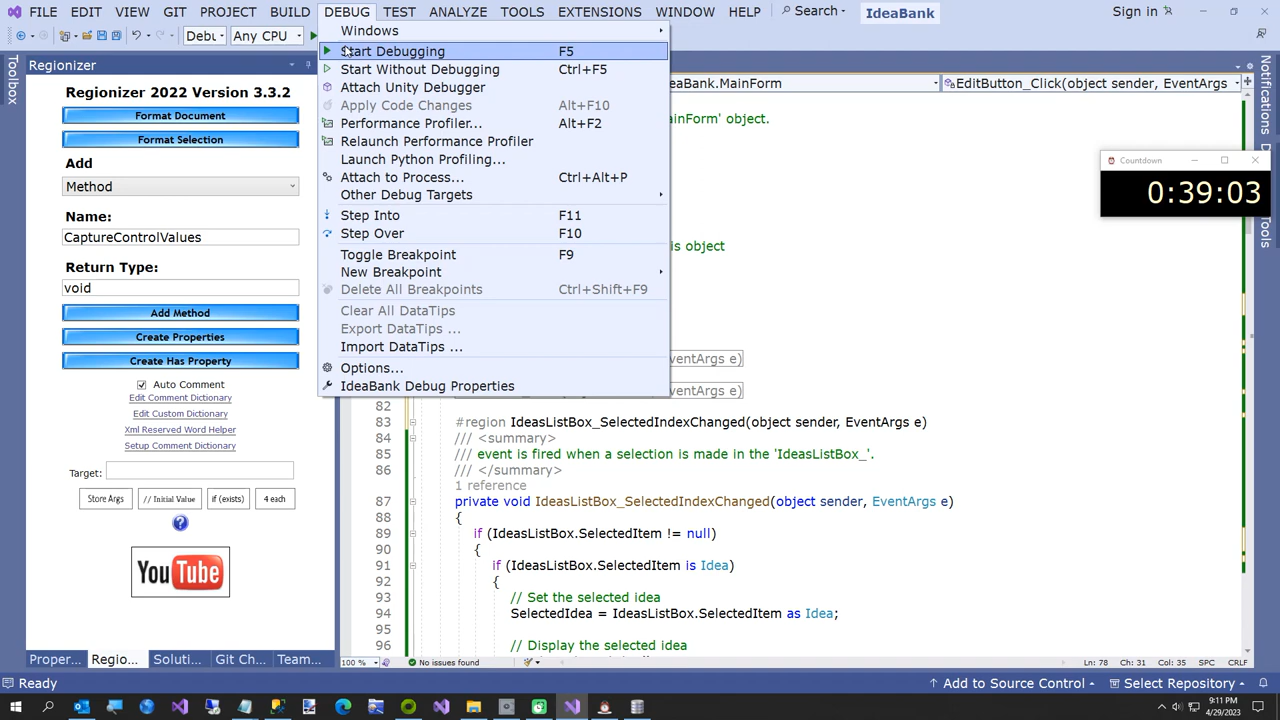 FILE EDIT VIEW GIT PROJECT BUILD DEBUG TEST ANALYZE TOOLS EXTENSIONS WINDOW HELP Search IdeaBank Sign in
Debu Any CPU
Regionizer
Regionizer 2022 Version 3.3.2
Format Document
Format Selection
Add
Method
Name:
CaptureControlValues
Return Type:
void
Add Method
Create Properties
Create Has Property
Auto Comment
Edit Comment Dictionary
Edit Custom Dictionary
Xml Reserved Word Helper
Setup Comment Dictionary
Target:
Store Args
// Initial Value
if (exists)
4 each
YouTube
Proper...
Regio...
Soluti...
Git Ch...
Team...
Toolbox
Windows
Start Debugging F5
Start Without Debugging Ctrl+F5
Attach Unity Debugger
Apply Code Changes Alt+F10
Performance Profiler... Alt+F2
Relaunch Performance Profiler
Launch Python Profiling...
Attach to Process... Ctrl+Alt+P
Other Debug Targets
Step Into F11
Step Over F10
Toggle Breakpoint F9
New Breakpoint
Delete All Breakpoints Ctrl+Shift+F9
Clear All DataTips
Export DataTips ...
Import DataTips ...
Options...
IdeaBank Debug Properties
IdeaBank.MainForm
EditButton_Click(object sender, EventArgs
ainForm' object.
is object
EventArgs e)
EventArgs e)
82
83 #region IdeasListBox_SelectedIndexChanged(object sender, EventArgs e)
84 /// <summary>
85 /// event is fired when a selection is made in the 'IdeasListBox_'.
86 /// </summary>
1 reference
87 private void IdeasListBox_SelectedIndexChanged(object sender, EventArgs e)
88 {
89 if (IdeasListBox.SelectedItem != null)
90 {
91 if (IdeasListBox.SelectedItem is Idea)
92 {
93 // Set the selected idea
94 SelectedIdea = IdeasListBox.SelectedItem as Idea;
95
96 // Display the selected idea
100 %
No issues found
Ln: 78 Ch: 31 Col: 35 SPC CRLF
Countdown
0:39:03
Notifications
Ready
Add to Source Control
Select Repository
9:11 PM
4/29/2023